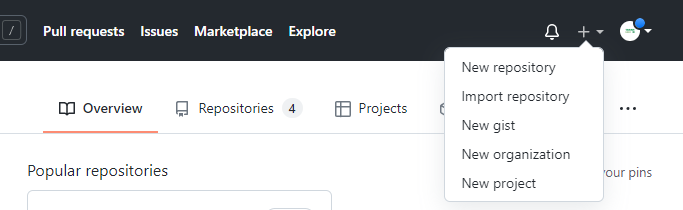 / Pull requests Issues Marketplace Explore
New repository
Import repository
New gist
New organization
New project
Overview Repositories 4 Projects
Popular repositories
your pins